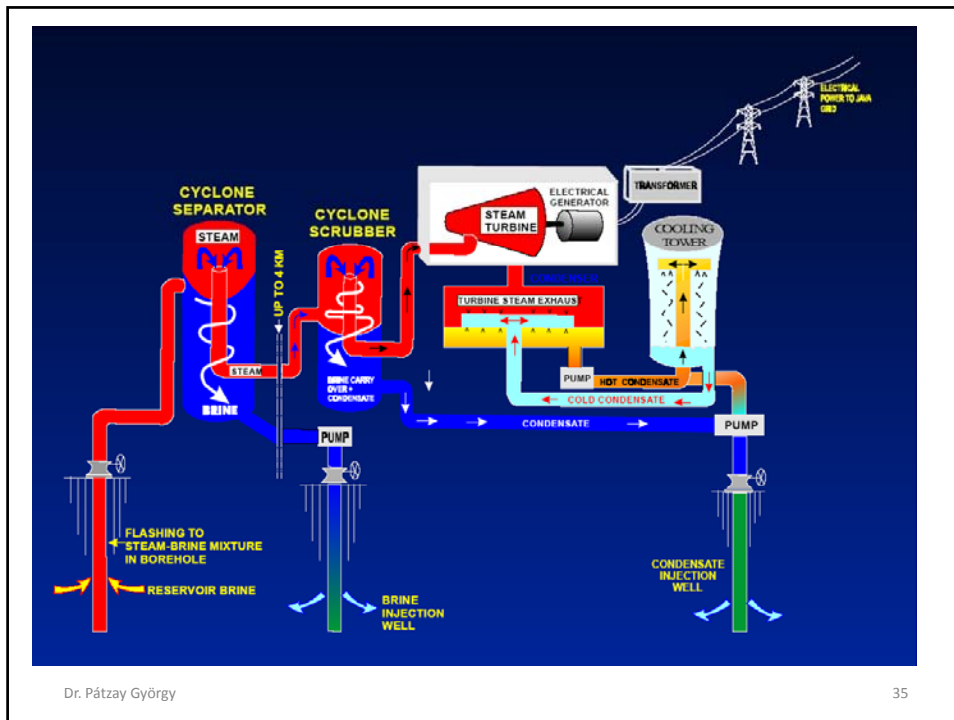 ELECTRICAL
POWER TO JAVA
GRID
TRANSFORMER
ELECTRICAL
GENERATOR
STEAM
TURBINE
COOLING
TOWER
CYCLONE
SEPARATOR
STEAM
CYCLONE
SCRUBBER
UP TO 4 KM
CONDENSER
TURBINE STEAM EXHAUST
STEAM
BRINE
BRINE CARRY
OVER +
CONDENSATE
PUMP
HOT CONDENSATE
COLD CONDENSATE
CONDENSATE
PUMP
PUMP
FLASHING TO
STEAM-BRINE MIXTURE
IN BOREHOLE
RESERVOIR BRINE
BRINE
INJECTION
WELL
CONDENSATE
INJECTION
WELL
Dr. Pátzay György
35